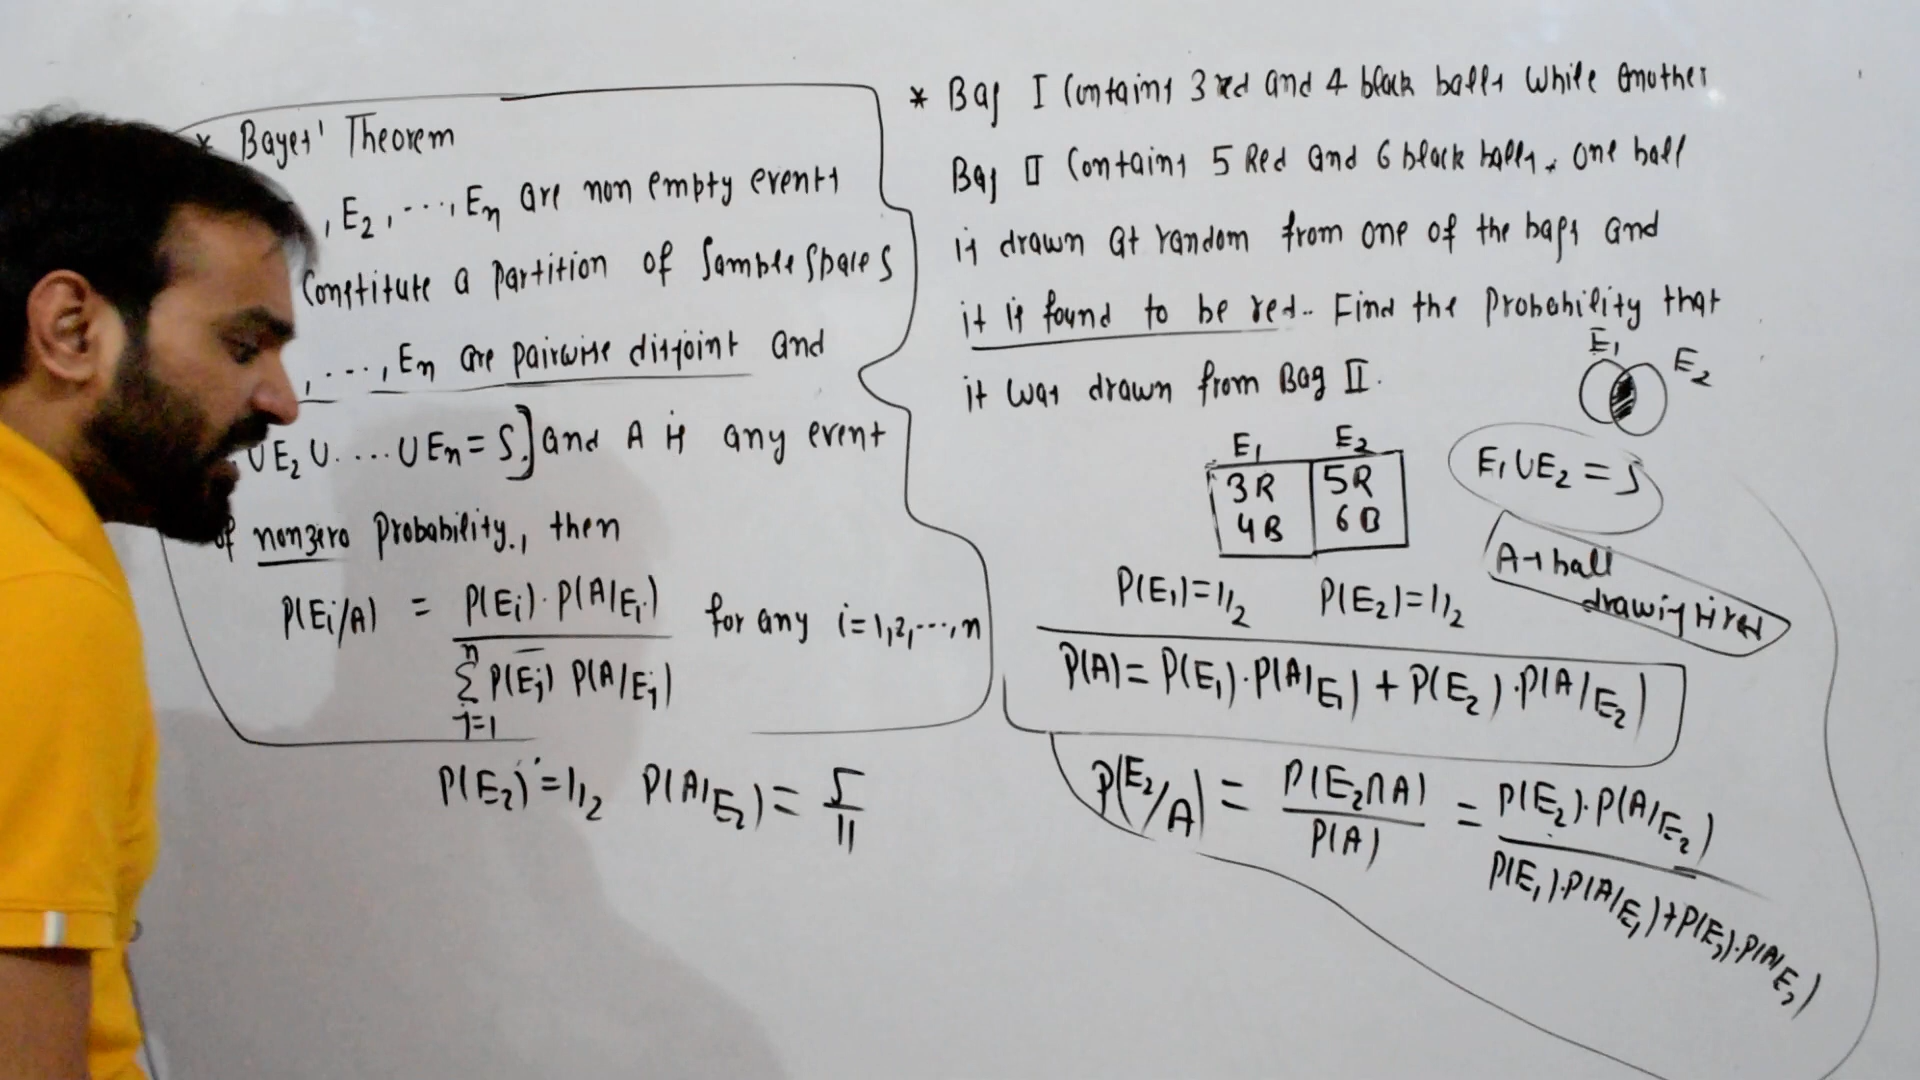 * Bayes' Theorem
, E2, ..., En are non empty events
Constitute a partition of Sample Space S
, ..., En are pairwise disjoint and
∪ E2 ∪ .... ∪ En = S.] and A is any event
of nonzero Probability., then
P(Ei/A) = P(Ei) · P(A|Ei) / Σ j=1 n P(Ej) P(A/Ej) for any i=1,2,...,n
P(E2) = 1/2 P(A|E2) = 5/11
* Bag I Contains 3 red and 4 black balls while another
Bag II Contains 5 Red and 6 black balls. one ball
is drawn at random from one of the bags and
it is found to be red.. Find the Probability that
it was drawn from Bag II.
E1 E2
E1 E2
3R 5R
4B 6B
E1 ∪ E2 = S
A → ball
drawing is red
P(E1) = 1/2 P(E2) = 1/2
P(A) = P(E1) · P(A|E1) + P(E2) · P(A/E2)
P(E2/A) = P(E2∩A) / P(A) = P(E2) · P(A/E2) / P(E1) · P(A/E1) + P(E2) · P(A/E2)